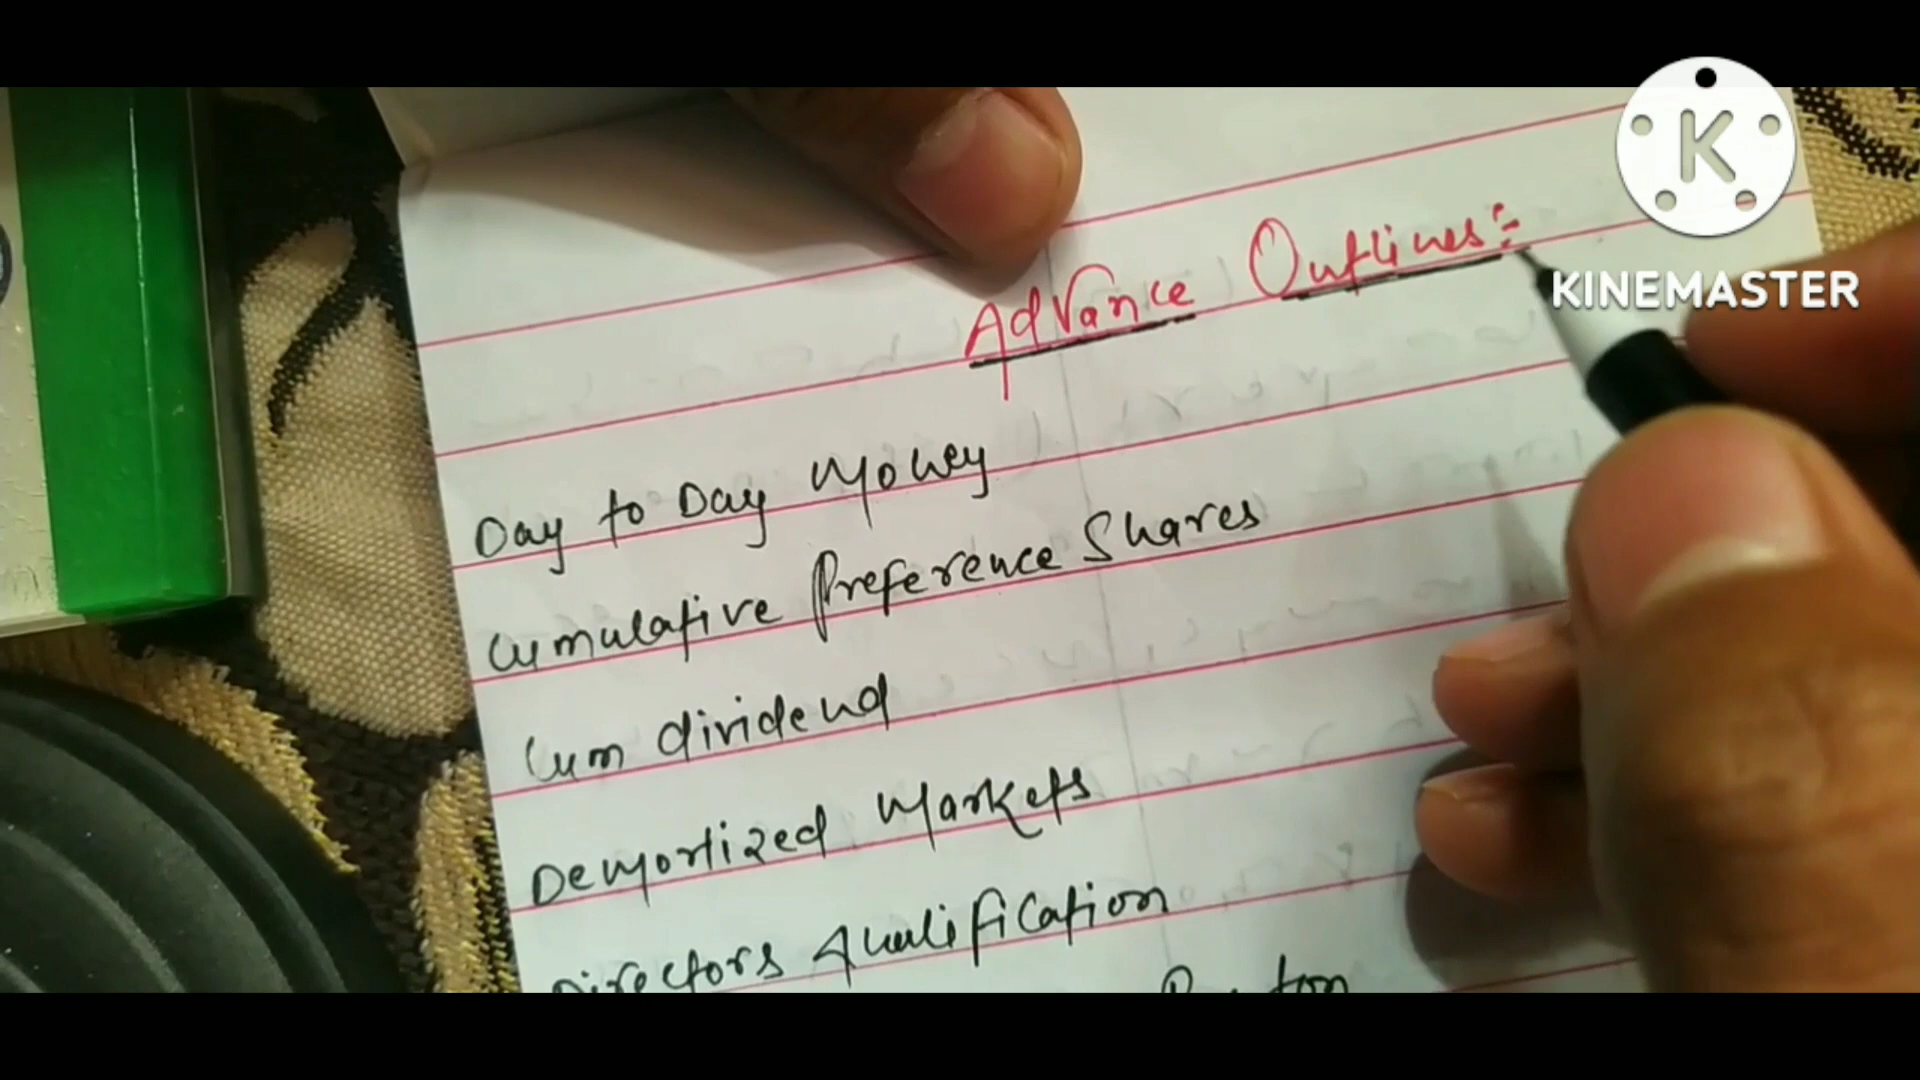 Advance Outlines:-
Day to Day Money
Cumulative Preference Shares
Cum dividend
Demortized Markets
Directors Qualification
K
KINEMASTER